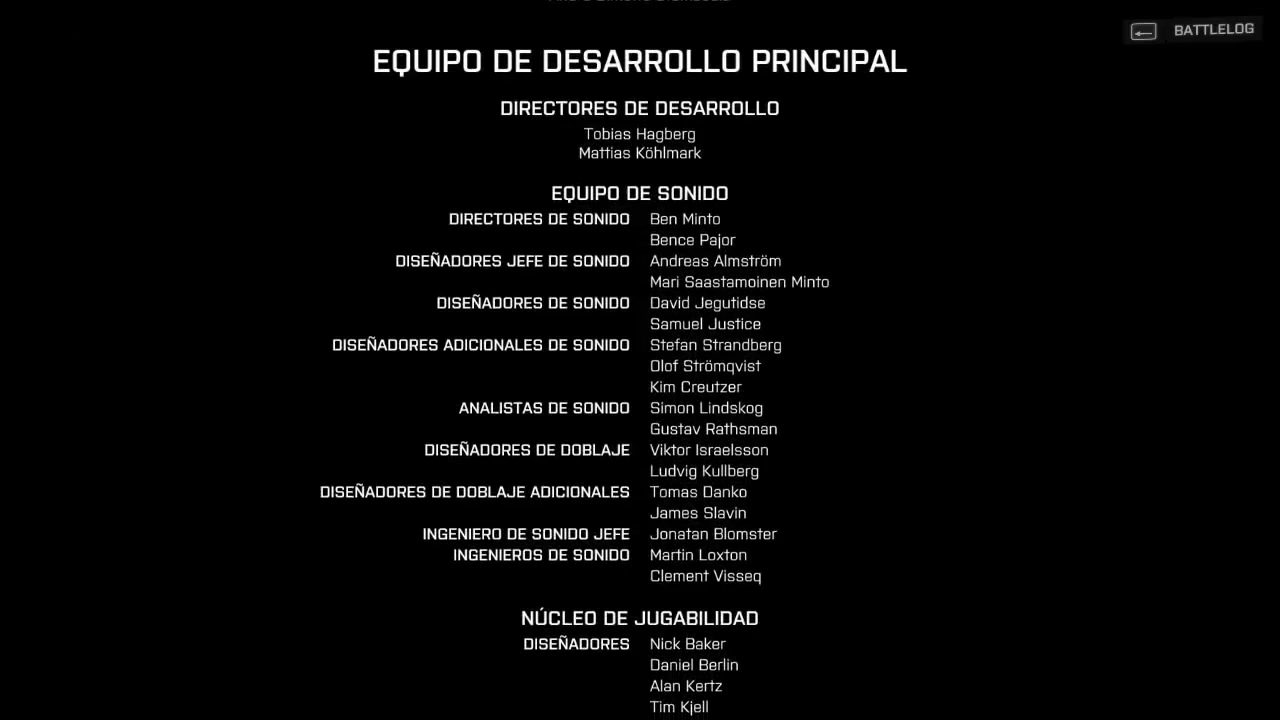 BATTLELOG
EQUIPO DE DESARROLLO PRINCIPAL
DIRECTORES DE DESARROLLO
Tobias Hagberg
Mattias Köhlmark
EQUIPO DE SONIDO
DIRECTORES DE SONIDO Ben Minto
Bence Pajor
DISEÑADORES JEFE DE SONIDO Andreas Almström
Mari Saastamoinen Minto
DISEÑADORES DE SONIDO David Jegutidse
Samuel Justice
DISEÑADORES ADICIONALES DE SONIDO Stefan Strandberg
Olof Strömqvist
Kim Creutzer
ANALISTAS DE SONIDO Simon Lindskog
Gustav Rathsman
DISEÑADORES DE DOBLAJE Viktor Israelsson
Ludvig Kullberg
DISEÑADORES DE DOBLAJE ADICIONALES Tomas Danko
James Slavin
INGENIERO DE SONIDO JEFE Jonatan Blomster
INGENIEROS DE SONIDO Martin Loxton
Clement Visseq
NÚCLEO DE JUGABILIDAD
DISEÑADORES Nick Baker
Daniel Berlin
Alan Kertz
Tim Kjell